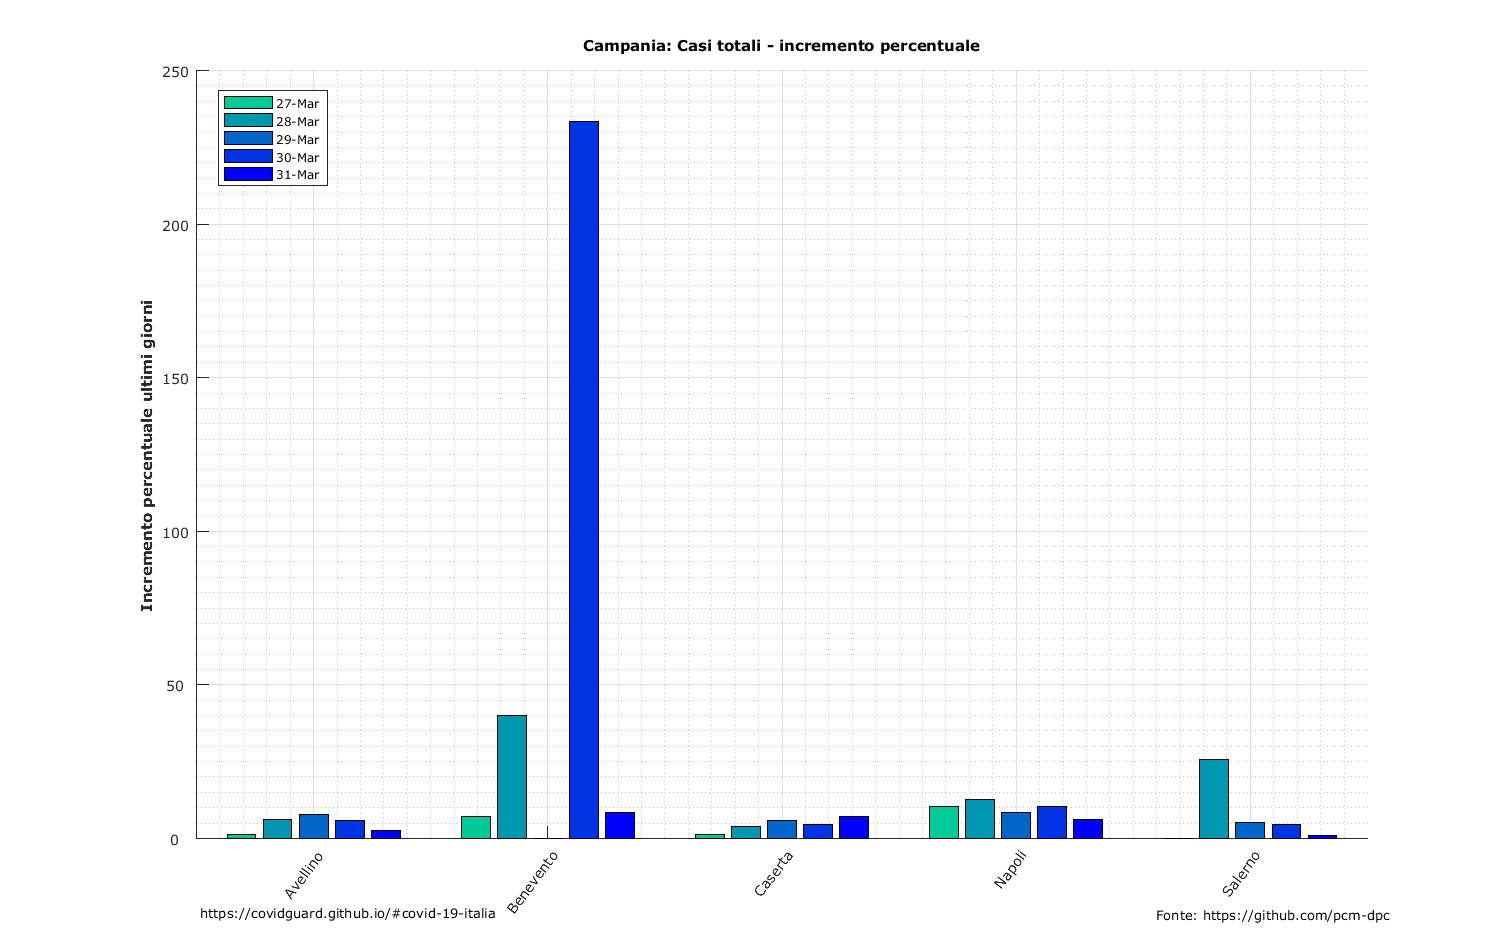 Campania: Casi totali - incremento percentuale
250
200
150
100
50
0
Incremento percentuale ultimi giorni
27-Mar
28-Mar
29-Mar
30-Mar
31-Mar
Avellino
Benevento
Caserta
Napoli
Salerno
https://covidguard.github.io/#covid-19-italia
Fonte: https://github.com/pcm-dpc